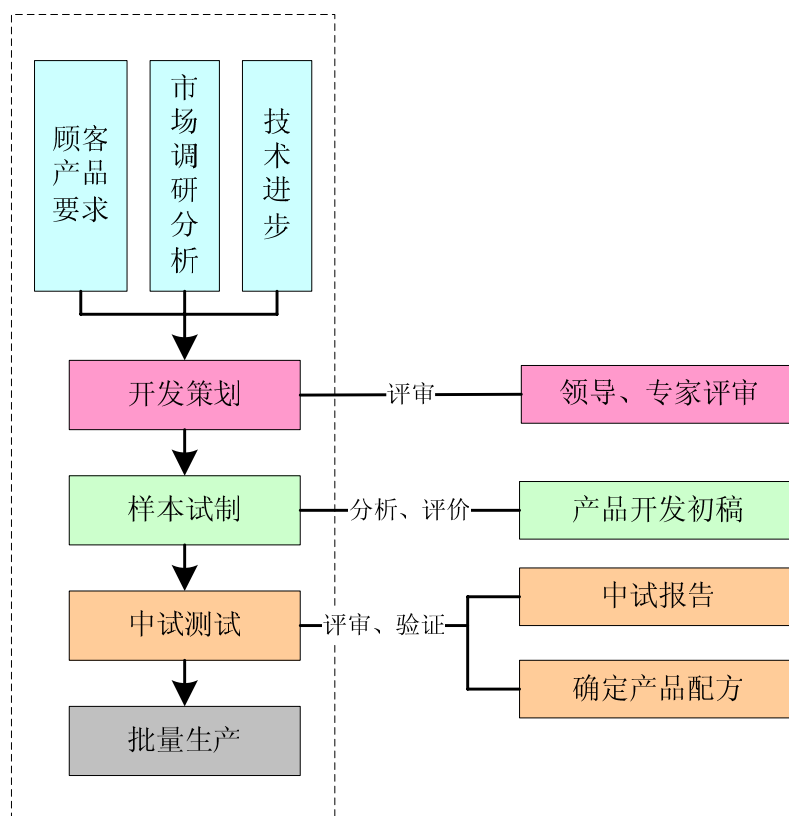 顾客
产品
要求
市场调研分析
技术进步
开发策划
评审
领导、专家评审
样本试制
分析、评价
产品开发初稿
中试测试
评审、验证
中试报告
确定产品配方
批量生产